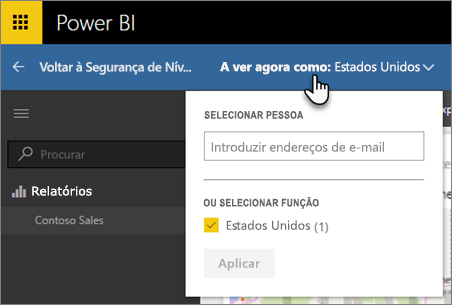 Power BI
Voltar à Segurança de Nív...
A ver agora como: Estados Unidos
SELECIONAR PESSOA
Introduzir endereços de e-mail
Procurar
Relatórios
Contoso Sales
OU SELECIONAR FUNÇÃO
Estados Unidos (1)
Aplicar